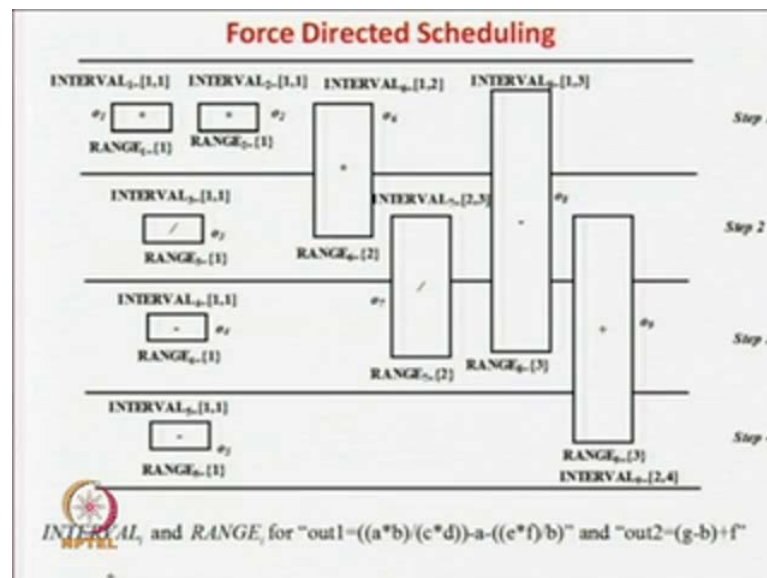 Force Directed Scheduling
INTERVAL₁=[1,1] INTERVAL₂=[1,1] INTERVAL₆=[1,2] INTERVAL₈=[1,3]
o₁ * * o₂ o₆ Step
RANGE₁={1} RANGE₂={1}
*
INTERVAL₃=[1,1] INTERVAL₇=[2,3] o₈
/ o₃ - Step 2
RANGE₃={1} RANGE₆={2}
INTERVAL₄=[1,1] /
- o₄ o₇ + o₉ Step
RANGE₄={1} RANGE₇={2} RANGE₈={3}
INTERVAL₅=[1,1]
- o₅ Step
RANGE₅={1} RANGE₉={3}
INTERVAL₉=[2,4]
INTERVALᵢ and RANGEᵢ for “out1=((a*b)/(c*d))-a-((e*f)/b)” and “out2=(g-b)+f”
NPTEL